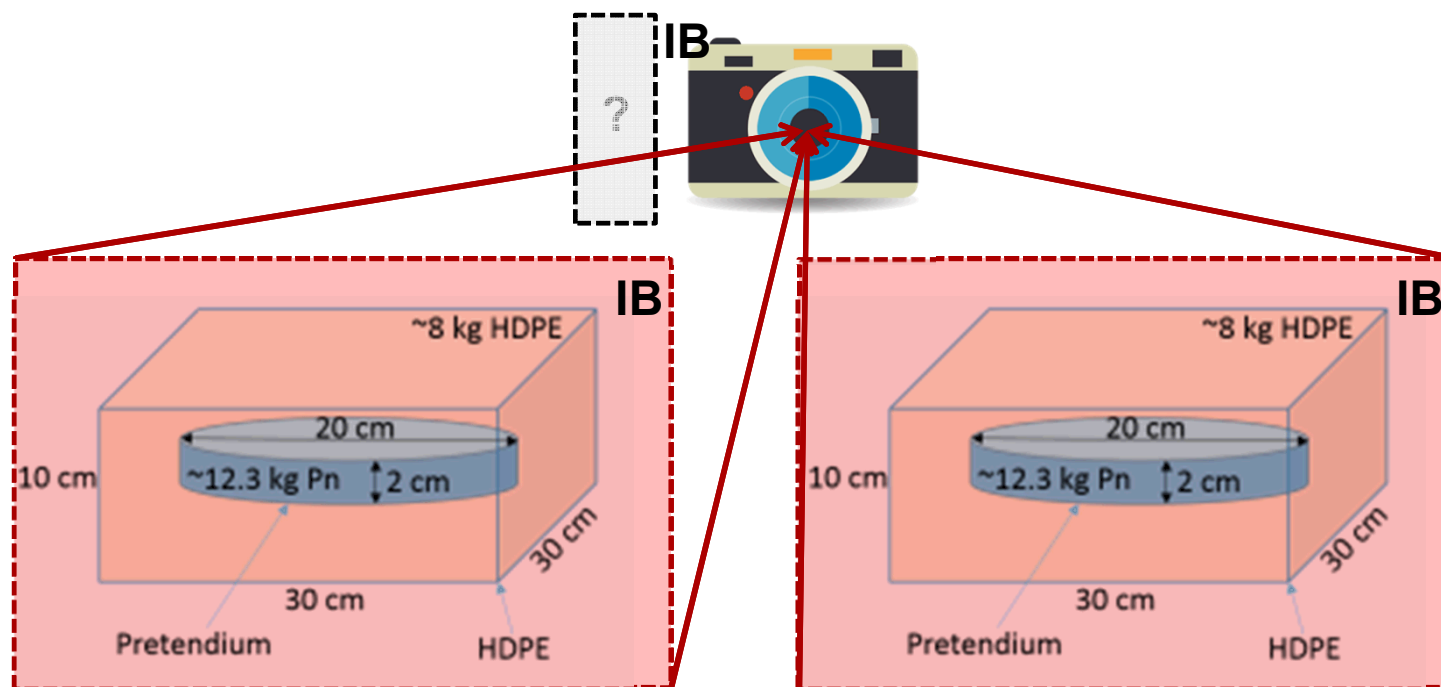 IB
?
IB
~8 kg HDPE
20 cm
10 cm
~12.3 kg Pn
2 cm
30 cm
30 cm
Pretendium
HDPE
IB
~8 kg HDPE
20 cm
10 cm
~12.3 kg Pn
2 cm
30 cm
30 cm
Pretendium
HDPE